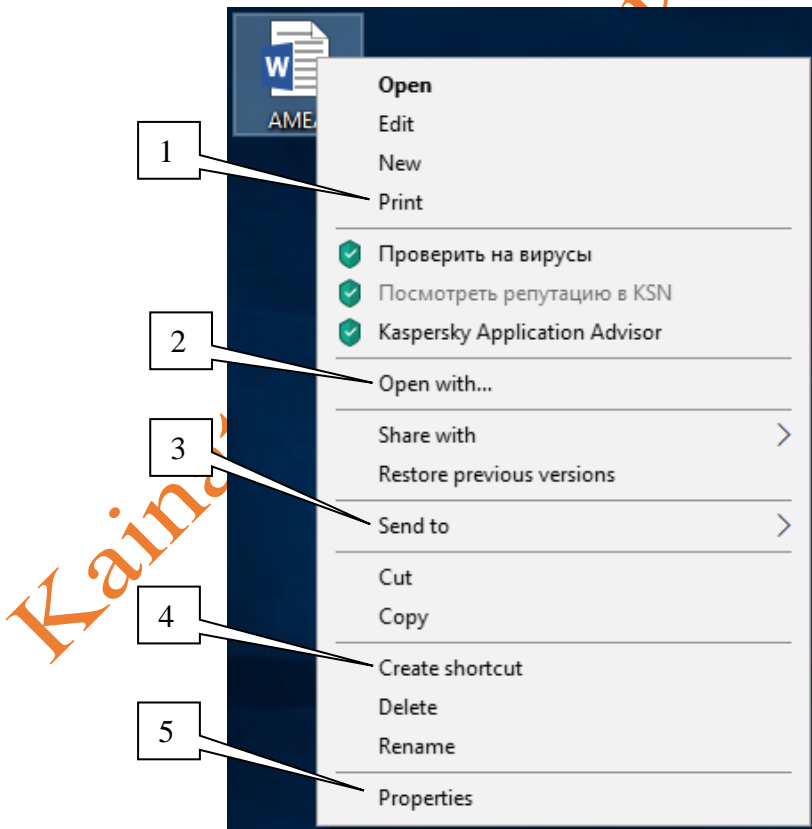 W
AMEA
Open
Edit
New
1
Print
Проверить на вирусы
Посмотреть репутацию в KSN
Kaspersky Application Advisor
2
Open with...
3
Share with
Restore previous versions
Send to
Kaina
Cut
4
Copy
Create shortcut
Delete
5
Rename
Properties